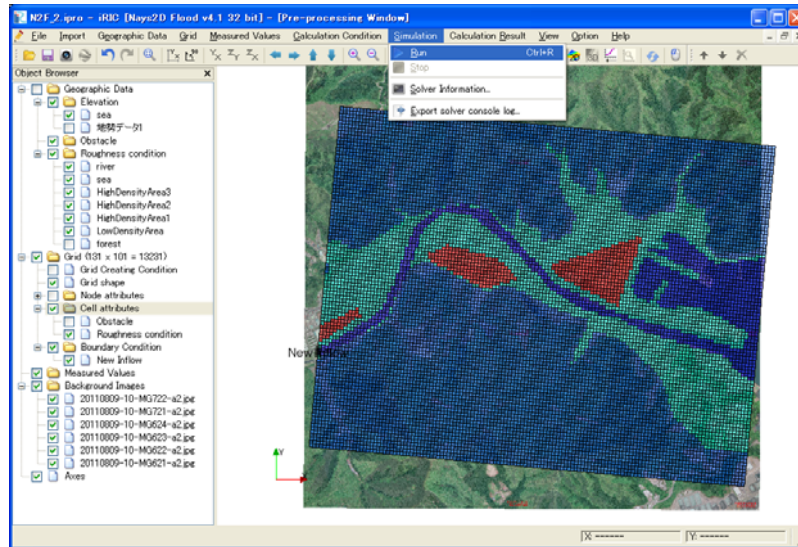 N2F_2.ipro - iRIC [Nays2D Flood v4.1 32 bit] - [Pre-processing Window]
File Import Geographic Data Grid Measured Values Calculation Condition Simulation Calculation Result View Option Help
Run Ctrl+R
Stop
Solver Information...
Export solver console log...
Object Browser x
Geographic Data
Elevation
sea
地勢データ1
Obstacle
Roughness condition
river
sea
HighDensityArea3
HighDensityArea2
HighDensityArea1
LowDensityArea
forest
Grid (131 x 101 = 13231)
Grid Creating Condition
Grid shape
Node attributes
Cell attributes
Obstacle
Roughness condition
Boundary Condition
New Inflow
Measured Values
Background Images
20110809-10-MG722-a2.jpg
20110809-10-MG721-a2.jpg
20110809-10-MG624-a2.jpg
20110809-10-MG623-a2.jpg
20110809-10-MG622-a2.jpg
20110809-10-MG621-a2.jpg
Axes
New Inflow
Y
X: ------ Y: ------